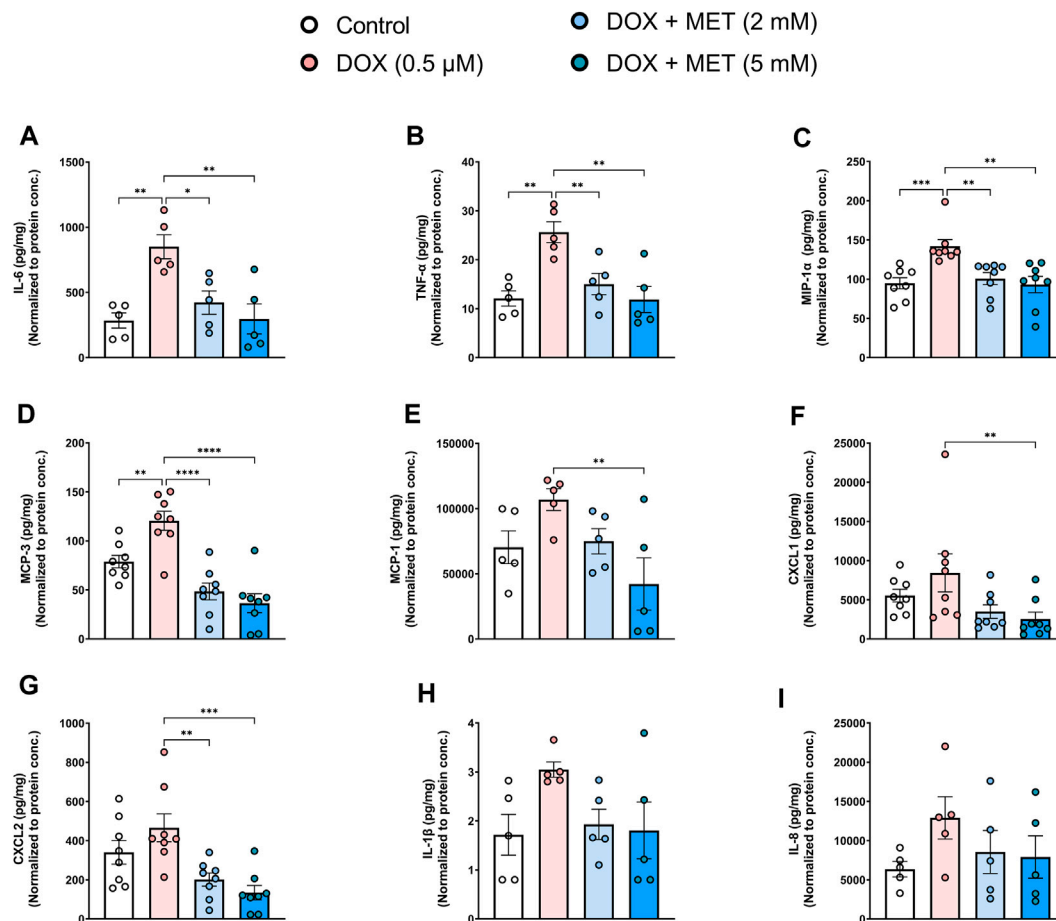 Control
DOX + MET (2 mM)
DOX (0.5 µM)
DOX + MET (5 mM)
A
IL-6 (pg/mg)
(Normalized to protein conc.)
1500
1000
500
0
**
*
**
B
TNF-α (pg/mg)
(Normalized to protein conc.)
40
30
20
10
0
**
**
**
C
MIP-1α (pg/mg)
(Normalized to protein conc.)
250
200
150
100
50
0
***
**
**
D
MCP-3 (pg/mg)
(Normalized to protein conc.)
200
150
100
50
0
**
****
****
E
MCP-1 (pg/mg)
(Normalized to protein conc.)
150000
100000
50000
0
**
F
CXCL1 (pg/mg)
(Normalized to protein conc.)
25000
20000
15000
10000
5000
0
**
G
CXCL2 (pg/mg)
(Normalized to protein conc.)
1000
800
600
400
200
0
***
**
H
IL-1β (pg/mg)
(Normalized to protein conc.)
4
3
2
1
0
I
IL-8 (pg/mg)
(Normalized to protein conc.)
25000
20000
15000
10000
5000
0